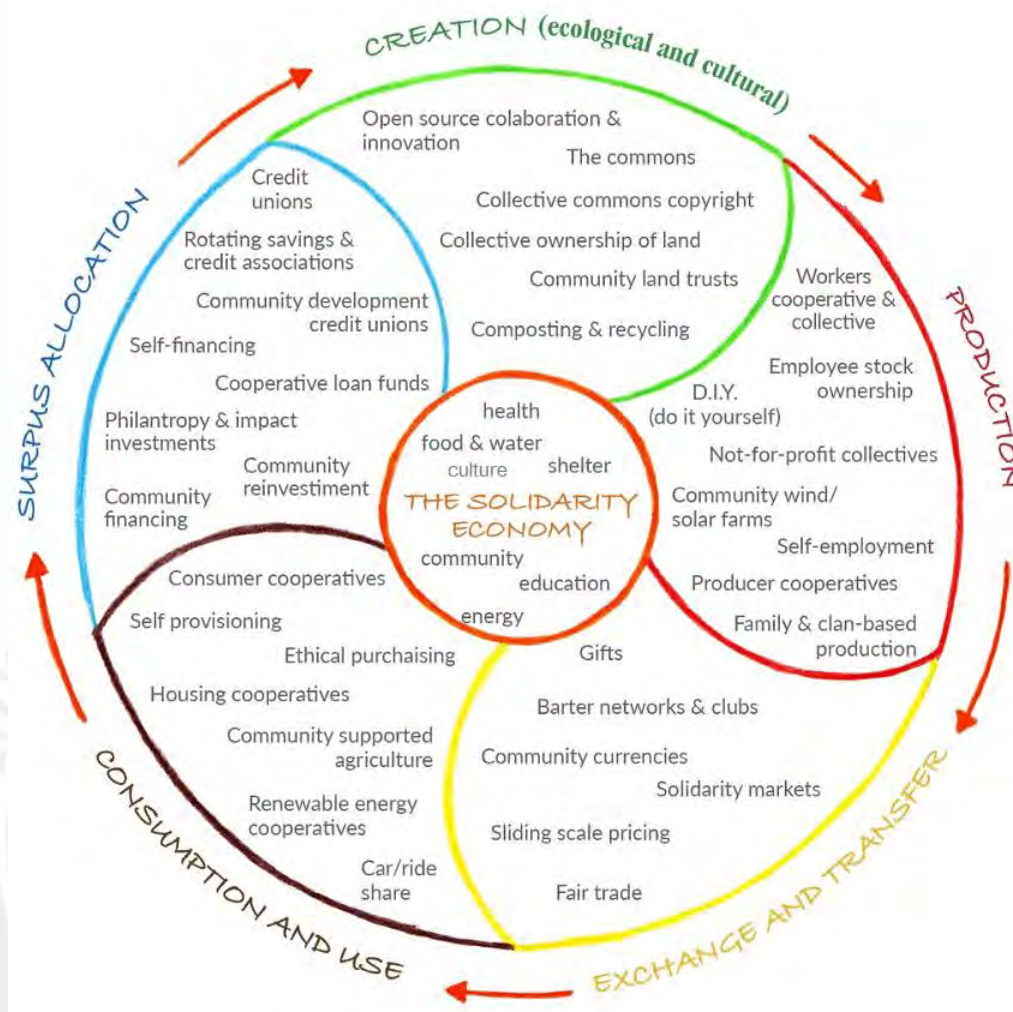 CREATION (ecological and cultural)
Open source colaboration &
innovation
The commons
Collective commons copyright
Collective ownership of land
Community land trusts
Composting & recycling
PRODUCTION
Workers
cooperative &
collective
Employee stock
ownership
D.I.Y.
(do it yourself)
Not-for-profit collectives
Community wind/
solar farms
Self-employment
Producer cooperatives
Family & clan-based
production
EXCHANGE AND TRANSFER
Gifts
Barter networks & clubs
Community currencies
Solidarity markets
Sliding scale pricing
Fair trade
CONSUMPTION AND USE
Consumer cooperatives
Self provisioning
Ethical purchaising
Housing cooperatives
Community supported
agriculture
Renewable energy
cooperatives
Car/ride
share
SURPUS ALLOCATION
Credit
unions
Rotating savings &
credit associations
Community development
credit unions
Self-financing
Cooperative loan funds
Philantropy & impact
investments
Community
reinvestiment
Community
financing
health
food & water
culture
shelter
THE SOLIDARITY
ECONOMY
community
education
energy